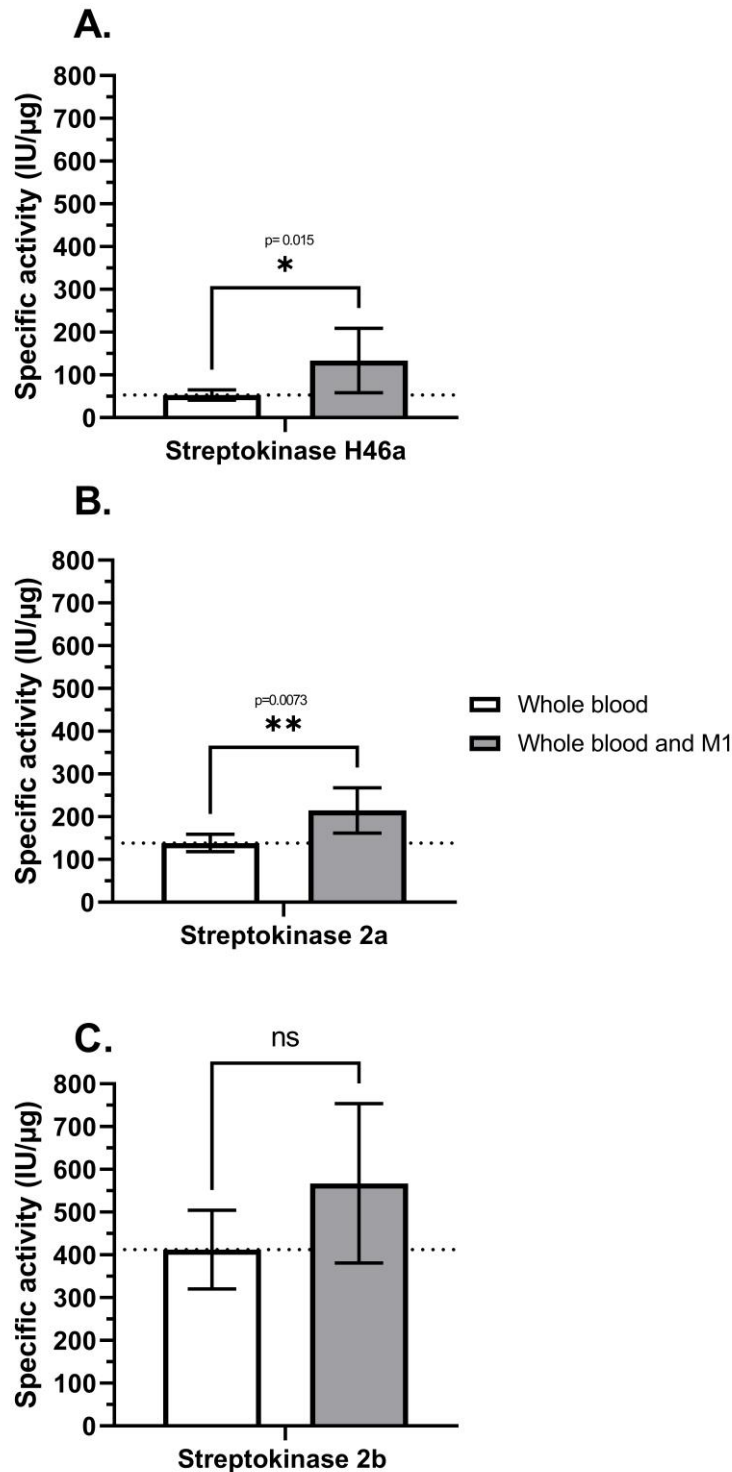 A.
Specific activity (IU/µg)
800
700
600
500
400
300
200
100
0
p= 0.015
*
Streptokinase H46a
B.
Specific activity (IU/µg)
800
700
600
500
400
300
200
100
0
p=0.0073
**
Streptokinase 2a
Whole blood
Whole blood and M1
C.
Specific activity (IU/µg)
800
700
600
500
400
300
200
100
0
ns
Streptokinase 2b